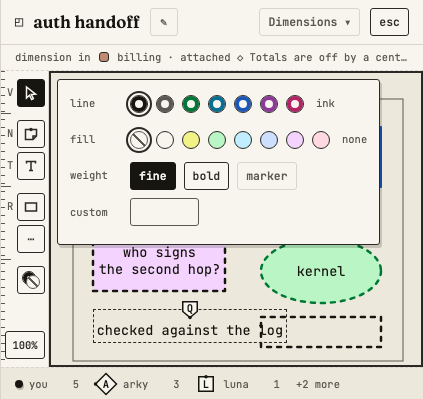 auth handoff
Dimensions ▾
esc
dimension in billing · attached ◇ Totals are off by a cent…
V
N
T
R
100%
line ink
fill none
weight fine bold marker
custom
who signs
the second hop?
kernel
Q
checked against the log
you 5 A arky 3 L luna 1 +2 more